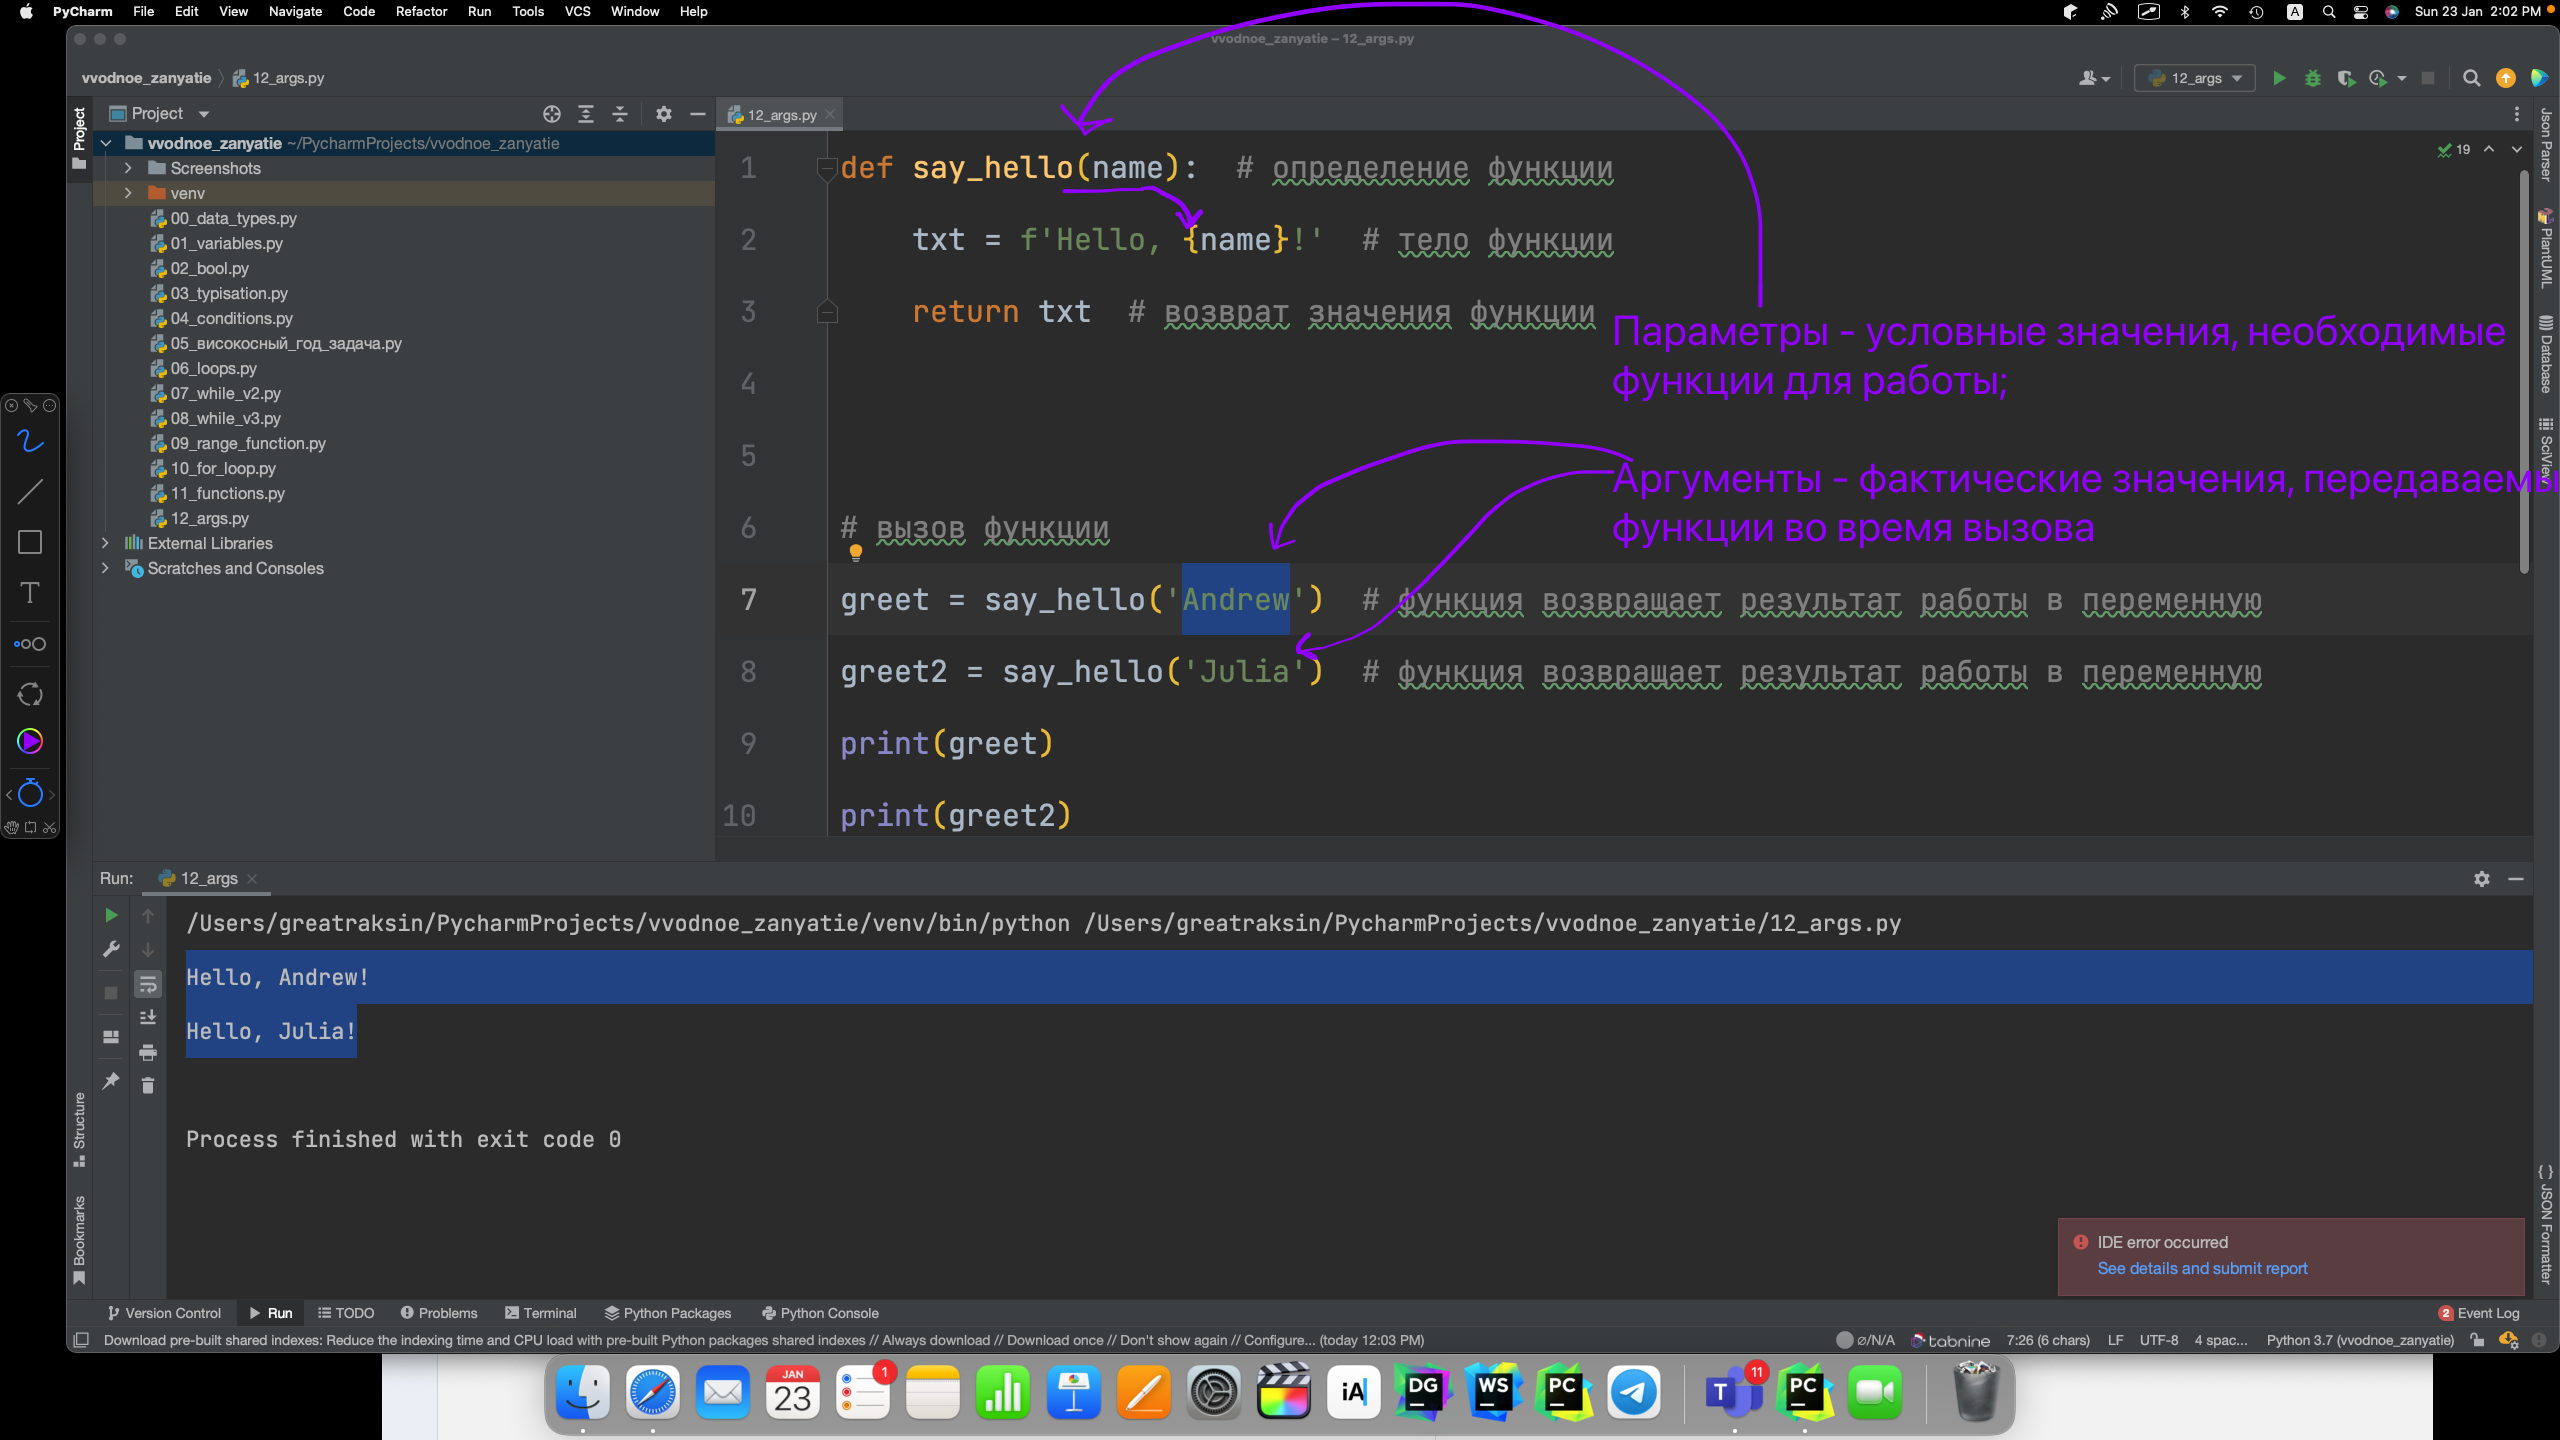 PyCharm File Edit View Navigate Code Refactor Run Tools VCS Window Help
A Sun 23 Jan 2:02 PM
vvodnoe_zanyatie – 12_args.py
vvodnoe_zanyatie 12_args.py
12_args
Project
Project
12_args.py
vvodnoe_zanyatie ~/PycharmProjects/vvodnoe_zanyatie
Screenshots
venv
00_data_types.py
01_variables.py
02_bool.py
03_typisation.py
04_conditions.py
05_високосный_год_задача.py
06_loops.py
07_while_v2.py
08_while_v3.py
09_range_function.py
10_for_loop.py
11_functions.py
12_args.py
External Libraries
Scratches and Consoles
T
19
1 def say_hello(name): # определение функции
2 txt = f'Hello, {name}!' # тело функции
3 return txt # возврат значения функции
4
5
6 # вызов функции
7 greet = say_hello('Andrew') # функция возвращает результат работы в переменную
8 greet2 = say_hello('Julia') # функция возвращает результат работы в переменную
9 print(greet)
10 print(greet2)
Параметры - условные значения, необходимые
функции для работы;
Аргументы - фактические значения, передаваемы
функции во время вызова
Json Parser
PlantUML
Database
SciView
JSON Formatter
Run: 12_args
/Users/greatraksin/PycharmProjects/vvodnoe_zanyatie/venv/bin/python /Users/greatraksin/PycharmProjects/vvodnoe_zanyatie/12_args.py
Hello, Andrew!
Hello, Julia!
Process finished with exit code 0
Structure
Bookmarks
IDE error occurred
See details and submit report
Version Control Run TODO Problems Terminal Python Packages Python Console
2 Event Log
Download pre-built shared indexes: Reduce the indexing time and CPU load with pre-built Python packages shared indexes // Always download // Download once // Don't show again // Configure... (today 12:03 PM)
⌀/N/A tabnine 7:26 (6 chars) LF UTF-8 4 spac... Python 3.7 (vvodnoe_zanyatie)
JAN
23
1
iA
DG
WS
PC
T
11
PC